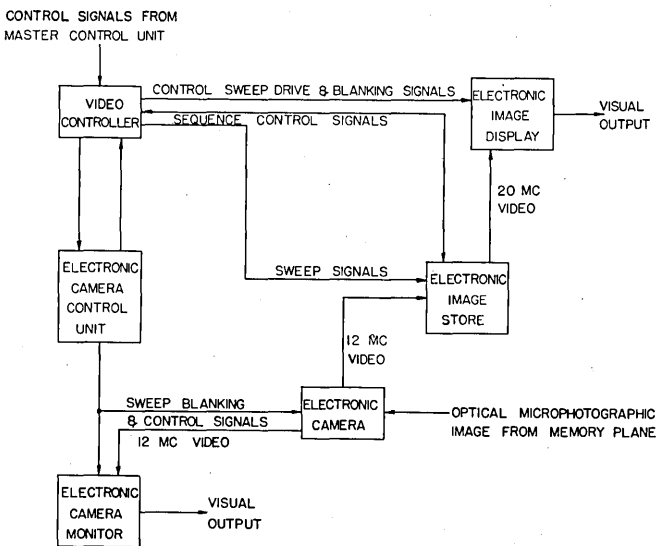 CONTROL SIGNALS FROM
MASTER CONTROL UNIT
VIDEO
CONTROLLER
CONTROL SWEEP DRIVE & BLANKING SIGNALS
SEQUENCE CONTROL SIGNALS
ELECTRONIC
IMAGE
DISPLAY
VISUAL
OUTPUT
20 MC
VIDEO
ELECTRONIC
CAMERA
CONTROL
UNIT
SWEEP SIGNALS
ELECTRONIC
IMAGE
STORE
12 MC
VIDEO
SWEEP BLANKING
& CONTROL SIGNALS
12 MC VIDEO
ELECTRONIC
CAMERA
OPTICAL MICROPHOTOGRAPHIC
IMAGE FROM MEMORY PLANE
ELECTRONIC
CAMERA
MONITOR
VISUAL
OUTPUT